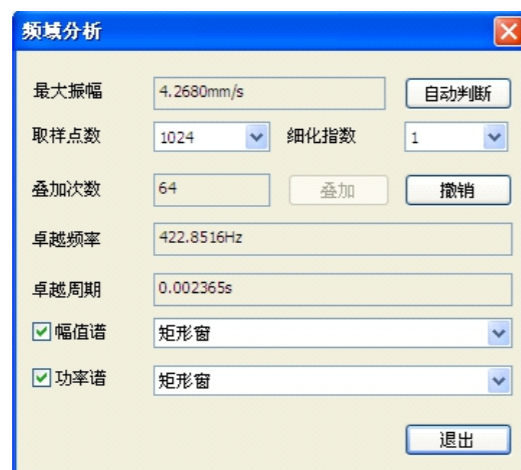 频域分析
最大振幅 4.2680mm/s 自动判断
取样点数 1024 细化指数 1
叠加次数 64 叠加 撤销
卓越频率 422.8516Hz
卓越周期 0.002365s
幅值谱 矩形窗
功率谱 矩形窗
退出